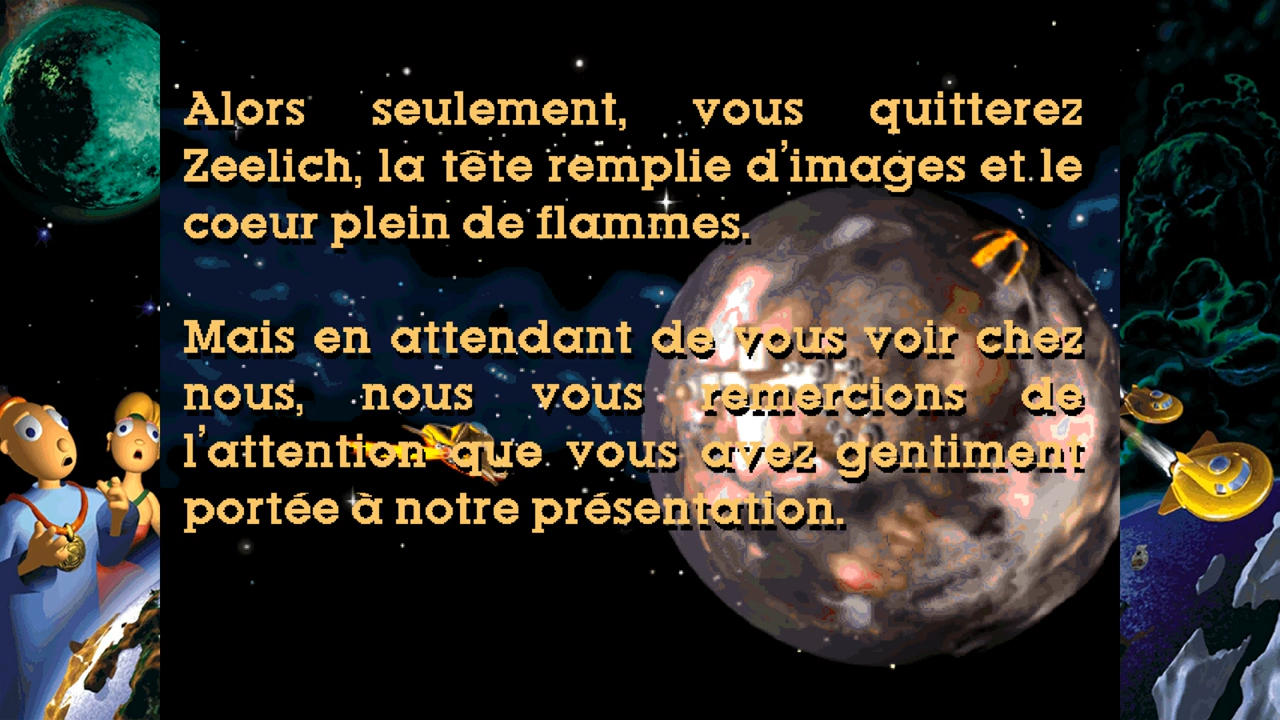 Alors seulement, vous quitterez
Zeelich, la tête remplie d'images et le
coeur plein de flammes.
Mais en attendant de vous voir chez
nous, nous vous remercions de
l'attention que vous avez gentiment
portée à notre présentation.